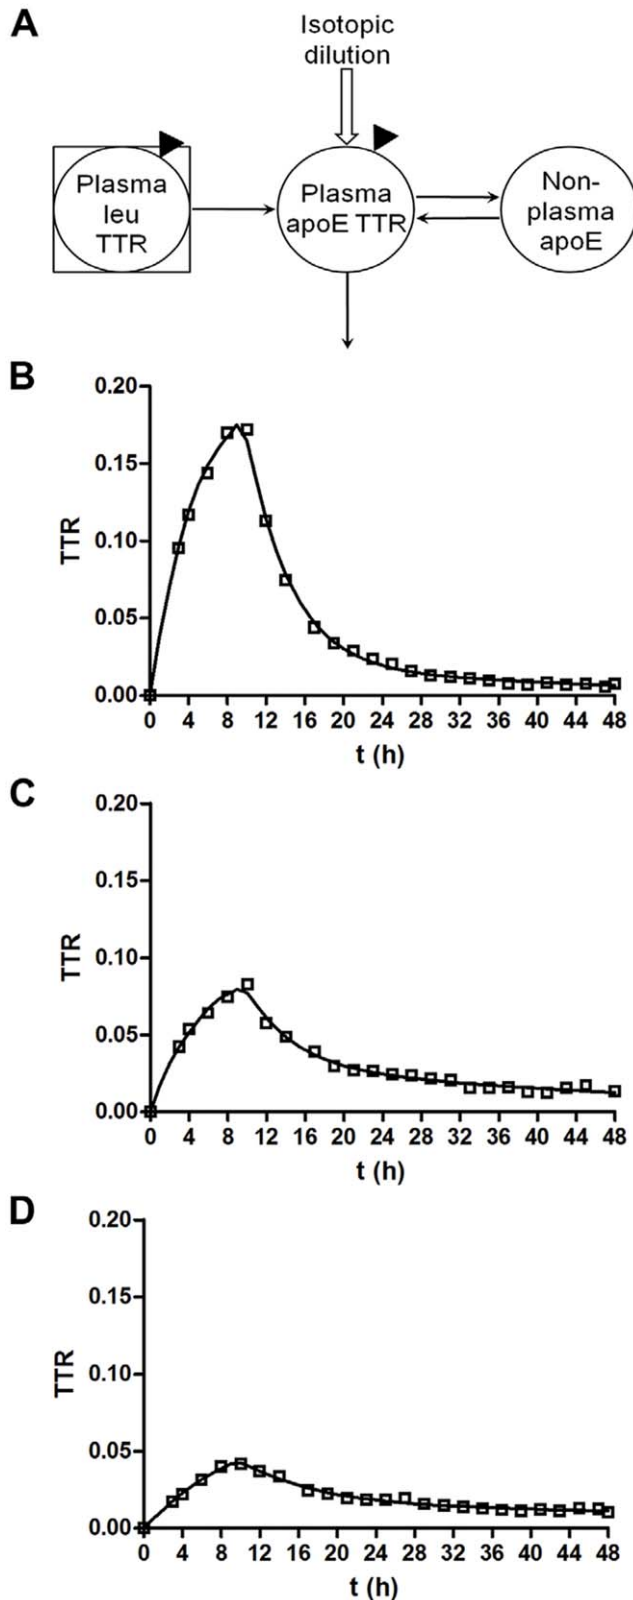 A
Isotopic
dilution
Plasma
leu
TTR
Plasma
apoE TTR
Non-
plasma
apoE
B
TTR
0.20
0.15
0.10
0.05
0.00
0 4 8 12 16 20 24 28 32 36 40 44 48
t (h)
C
TTR
0.20
0.15
0.10
0.05
0.00
0 4 8 12 16 20 24 28 32 36 40 44 48
t (h)
D
TTR
0.20
0.15
0.10
0.05
0.00
0 4 8 12 16 20 24 28 32 36 40 44 48
t (h)